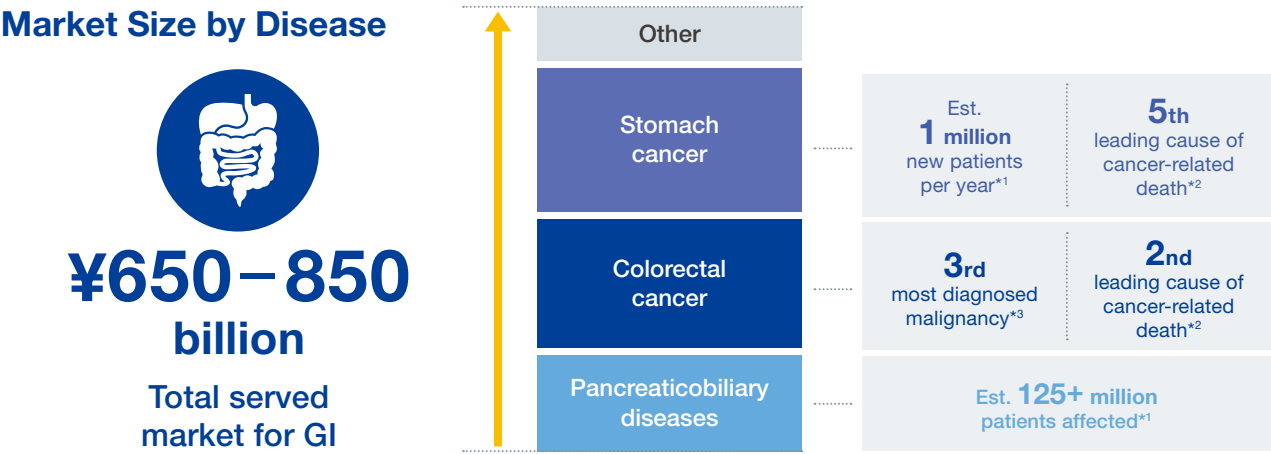 Market Size by Disease
¥650–850
billion
Total served
market for GI
Other
Stomach
cancer
Est.
1 million
new patients
per year*1
5th
leading cause of
cancer-related
death*2
Colorectal
cancer
3rd
most diagnosed
malignancy*3
2nd
leading cause of
cancer-related
death*2
Pancreaticobiliary
diseases
Est. 125+ million
patients affected*1